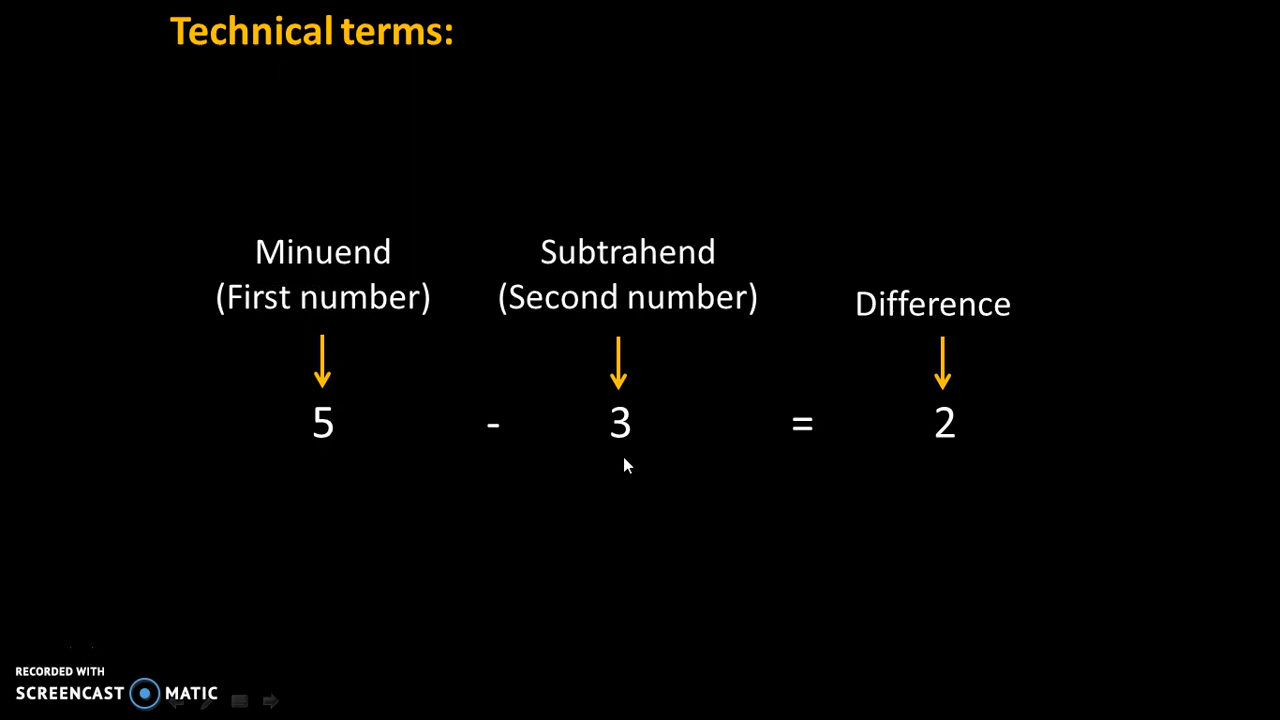 Technical terms:
Minuend
(First number)
Subtrahend
(Second number)
Difference
5 - 3 = 2
RECORDED WITH
SCREENCAST MATIC